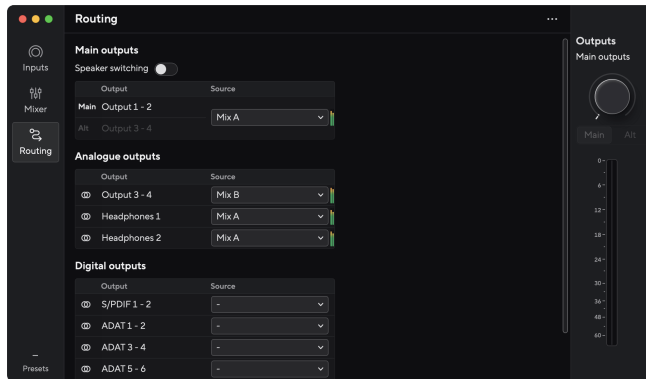 Routing
...
Inputs
Mixer
Routing
Presets
Main outputs
Speaker switching
Output Source
Main Output 1 - 2
Mix A
Alt Output 3 - 4
Analogue outputs
Output Source
Output 3 - 4 Mix B
Headphones 1 Mix A
Headphones 2 Mix A
Digital outputs
Output Source
S/PDIF 1 - 2 -
ADAT 1 - 2 -
ADAT 3 - 4 -
ADAT 5 - 6 -
Outputs
Main outputs
Main Alt
0
6
12
18
24
30
36
48
60